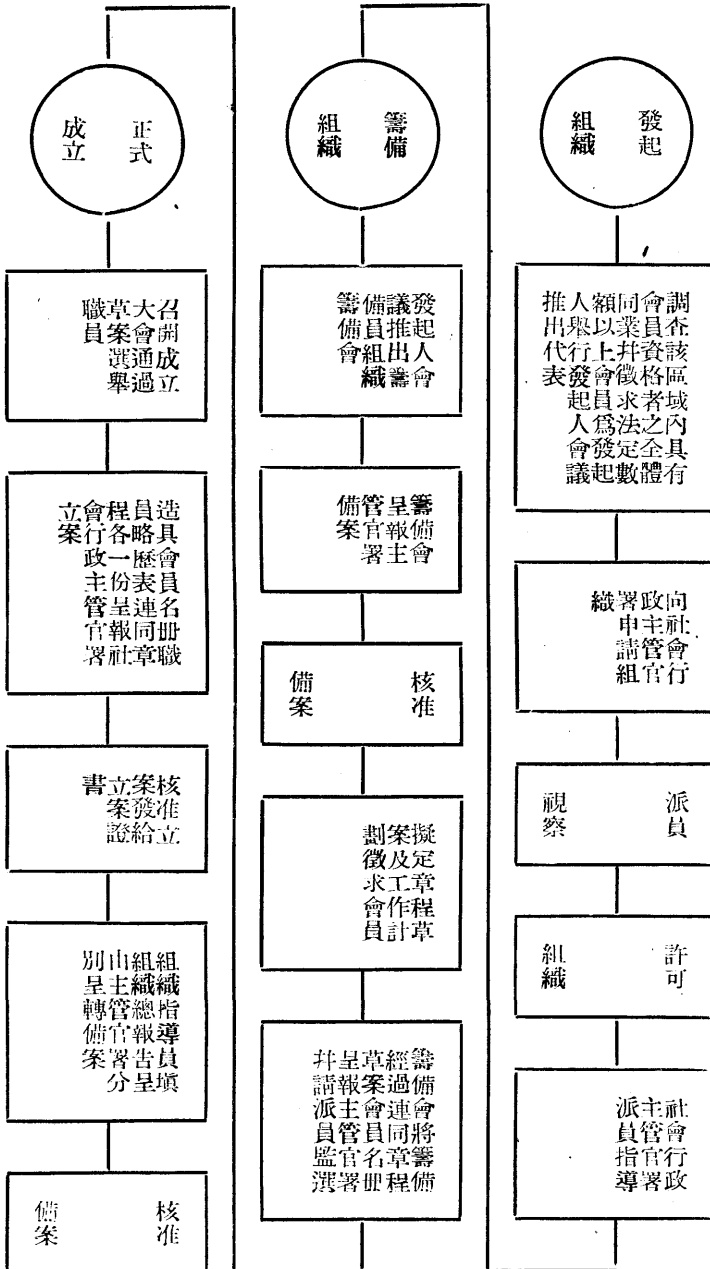 發起
組織
調查該區域內具有
會員資格者之全體
同業幷徵求法定數
額以上會員爲發起
人舉行發起人會議
推出代表
向社會行
政主管官
署申請組
織
派員
視察
許可
組織
社會行政
主管官署
派員指導
籌備
組織
發起人會
議推出籌
備員組織
籌備會
籌備會
呈報主
管官署
備案
核准
備案
擬定章程草
案及工作計
劃徵求會員
籌備會將籌備
經過連同章程
草案會員名册
呈報主管官署
幷請派員監選
正式
成立
召開成立
大會通過
草案選舉
職員
造具會員名册職
員略歷表連同章
程各一份呈報社
會行政主管官署
立案
核准立
案發給
立案證
書
組織指導員塡
組織總報告呈
由主管官署分
別呈轉備案
核准
備案